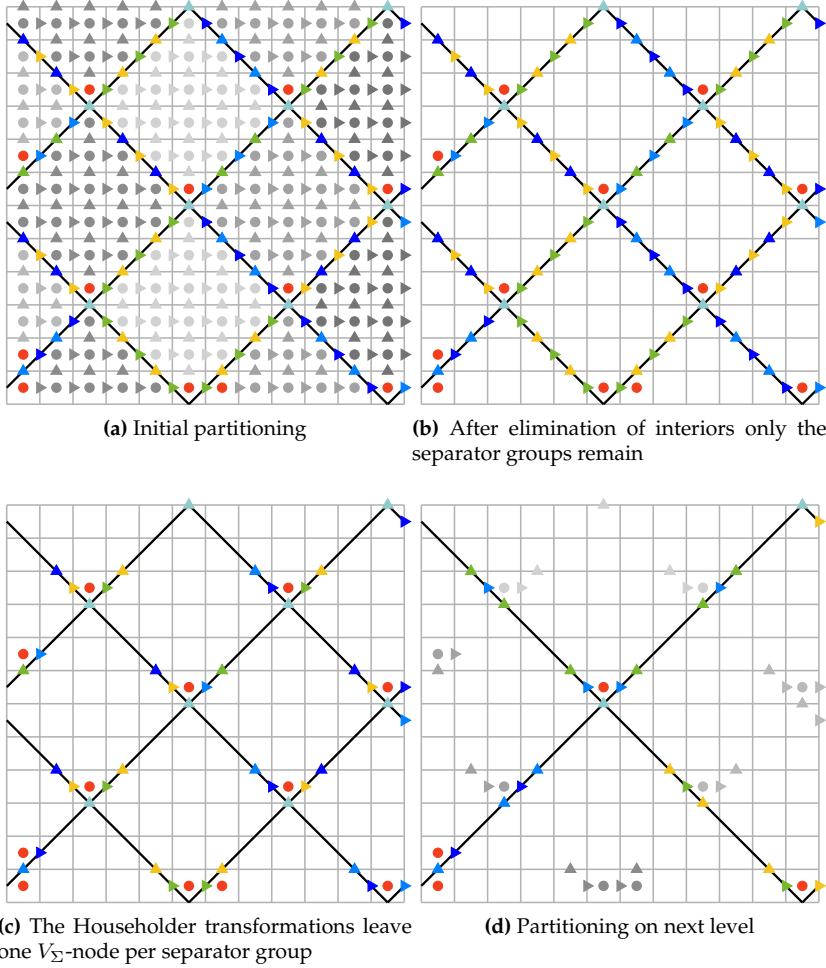 (a) Initial partitioning
(b) After elimination of interiors only the
separator groups remain
(c) The Householder transformations leave
one V_Σ-node per separator group
(d) Partitioning on next level